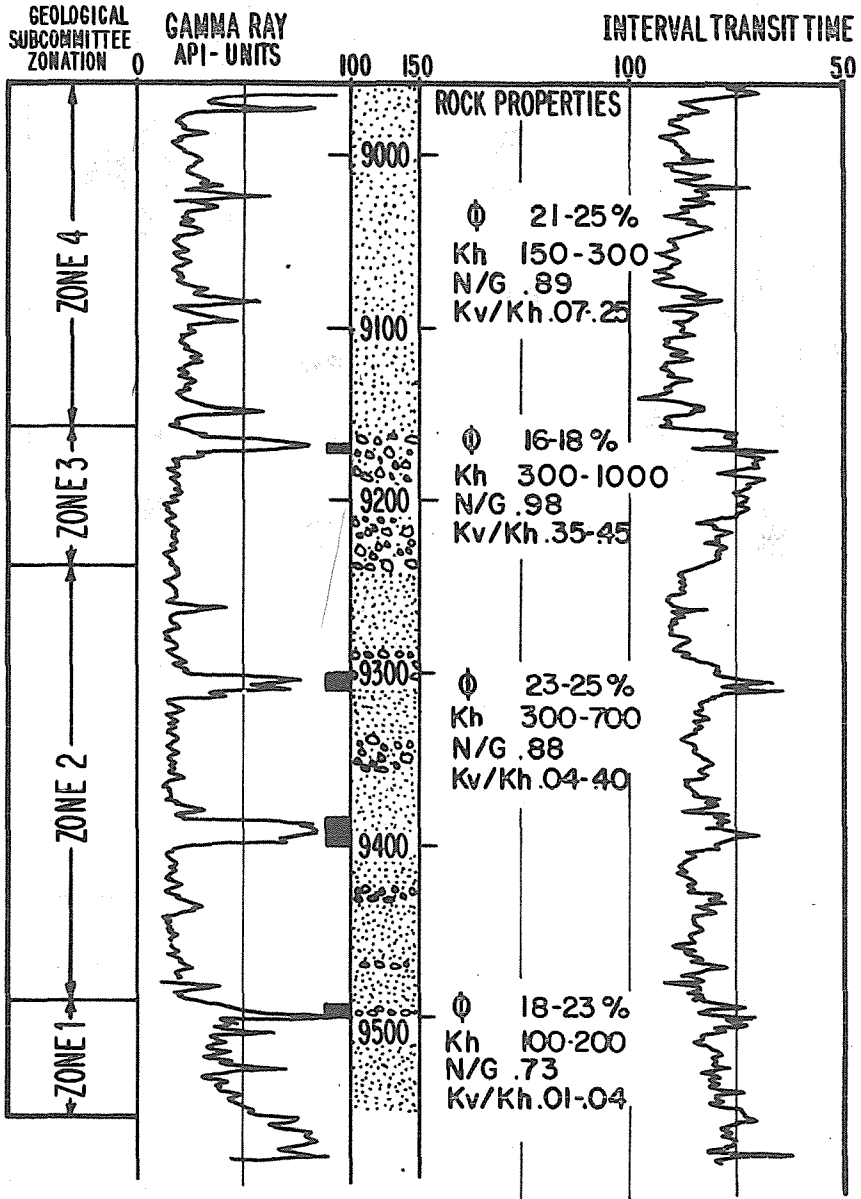 GEOLOGICAL
SUBCOMMITTEE
ZONATION
GAMMA RAY
API-UNITS
INTERVAL TRANSIT TIME
0
100
150
100
50
ROCK PROPERTIES
9000
ZONE 4
Φ 21-25%
Kh 150-300
N/G .89
Kv/Kh.07-.25
9100
ZONE 3
Φ 16-18 %
Kh 300-1000
N/G .98
Kv/Kh.35-.45
9200
ZONE 2
9300
Φ 23-25%
Kh 300-700
N/G .88
Kv/Kh.04-.40
9400
ZONE 1
9500
Φ 18-23 %
Kh 100-200
N/G .73
Kv/Kh.01-.04